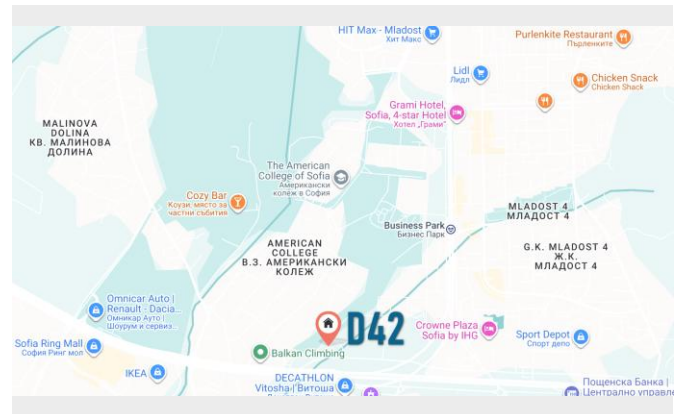 HIT Max - Mladost
Хит Макс
Purlenkite Restaurant
Пърленките
Lidl
Лидл
Chicken Snack
Chicken Shack
Grami Hotel,
Sofia, 4-star Hotel
Хотел „Грами“
MALINOVA
DOLINA
КВ. МАЛИНОВА
ДОЛИНА
The American
College of Sofia
Американски
колеж в София
Cozy Bar
Коузи, място за
частни събития
MLADOST 4
МЛАДОСТ 4
Business Park
Бизнес Парк
AMERICAN
COLLEGE
В.З. АМЕРИКАНСКИ
КОЛЕЖ
G.K. MLADOST 4
Ж.К.
МЛАДОСТ 4
Omnicar Auto |
Renault - Dacia...
Омникар Ауто |
Шоурум и сервиз...
D42
Crowne Plaza
Sofia by IHG
Sport Depot
Спорт депо
Sofia Ring Mall
София Ринг мол
Balkan Climbing
IKEA
DECATHLON
Vitosha | Витоша
Пощенска Банка |
Централно управле